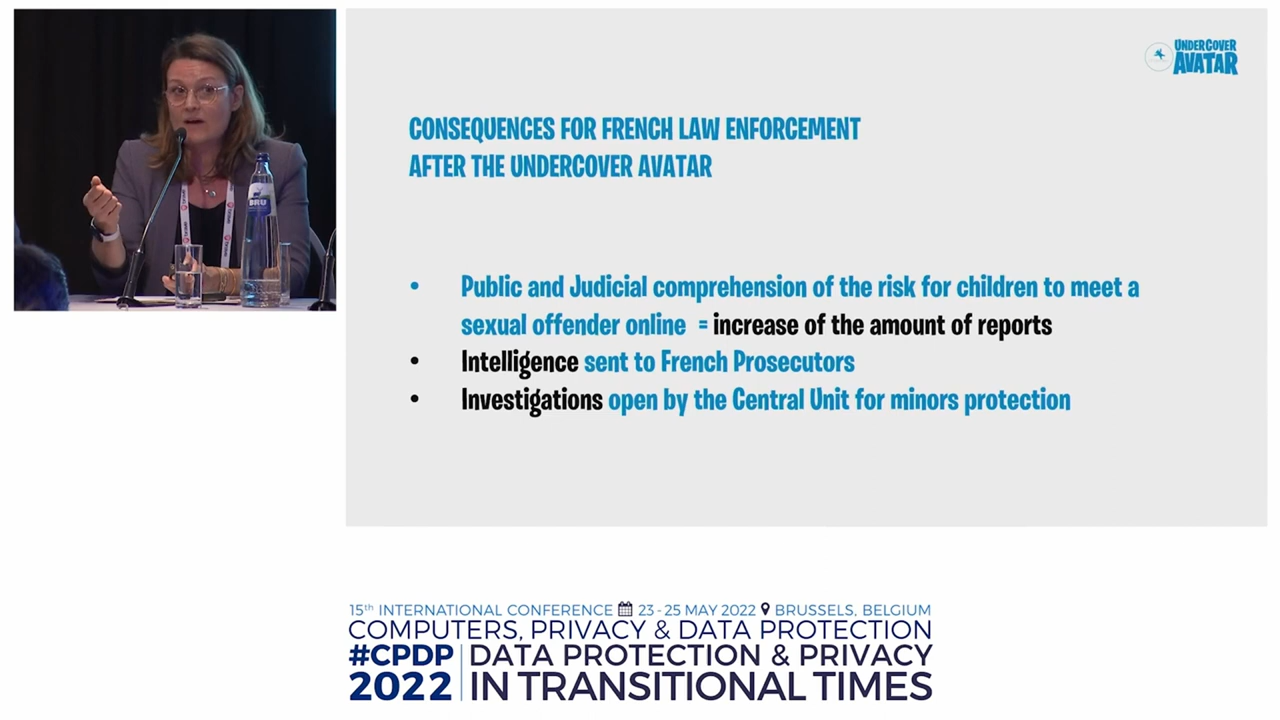 UNDERCOVER
AVATAR
CONSEQUENCES FOR FRENCH LAW ENFORCEMENT
AFTER THE UNDERCOVER AVATAR
• Public and Judicial comprehension of the risk for children to meet a
sexual offender online = increase of the amount of reports
• Intelligence sent to French Prosecutors
• Investigations open by the Central Unit for minors protection
BRU
15th INTERNATIONAL CONFERENCE 23 - 25 MAY 2022 BRUSSELS, BELGIUM
COMPUTERS, PRIVACY & DATA PROTECTION
#CPDP DATA PROTECTION & PRIVACY
2022 IN TRANSITIONAL TIMES